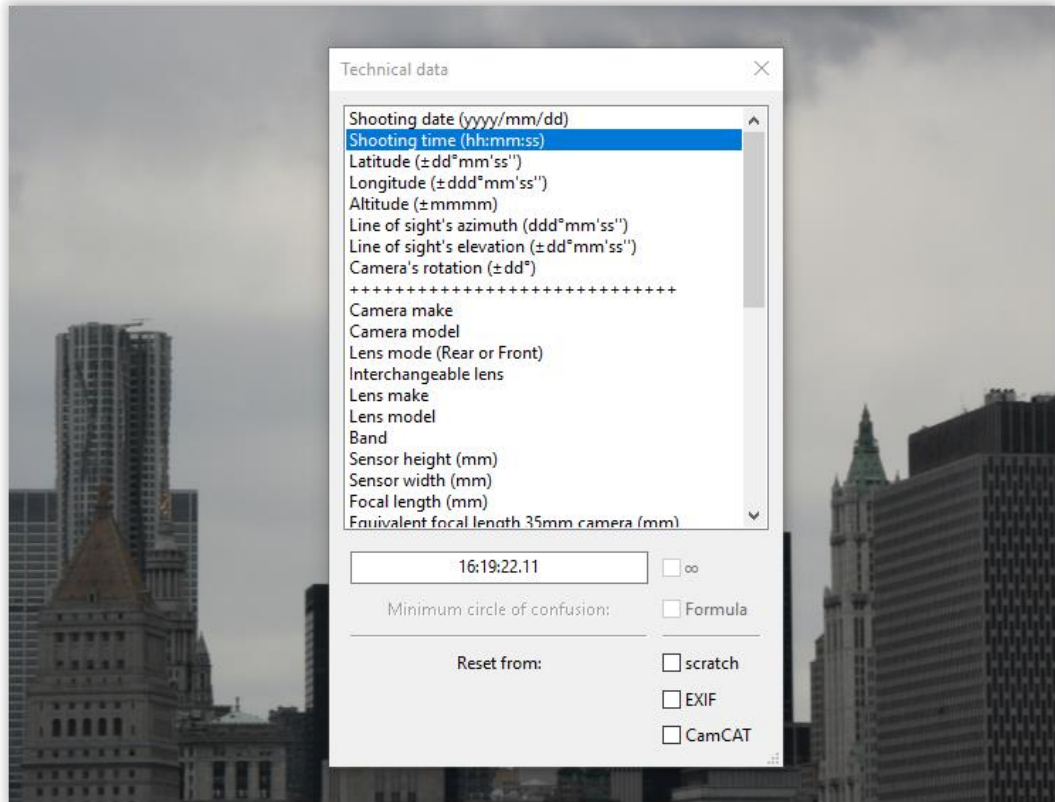 Technical data
Shooting date (yyyy/mm/dd)
Shooting time (hh:mm:ss)
Latitude (±dd°mm'ss'')
Longitude (±ddd°mm'ss'')
Altitude (±mmmm)
Line of sight's azimuth (ddd°mm'ss'')
Line of sight's elevation (±dd°mm'ss'')
Camera's rotation (±dd°)
++++++++++++++++++++++++++++
Camera make
Camera model
Lens mode (Rear or Front)
Interchangeable lens
Lens make
Lens model
Band
Sensor height (mm)
Sensor width (mm)
Focal length (mm)
Equivalent focal length 35mm camera (mm)
16:19:22.11
∞
Minimum circle of confusion:
Formula
Reset from:
scratch
EXIF
CamCAT